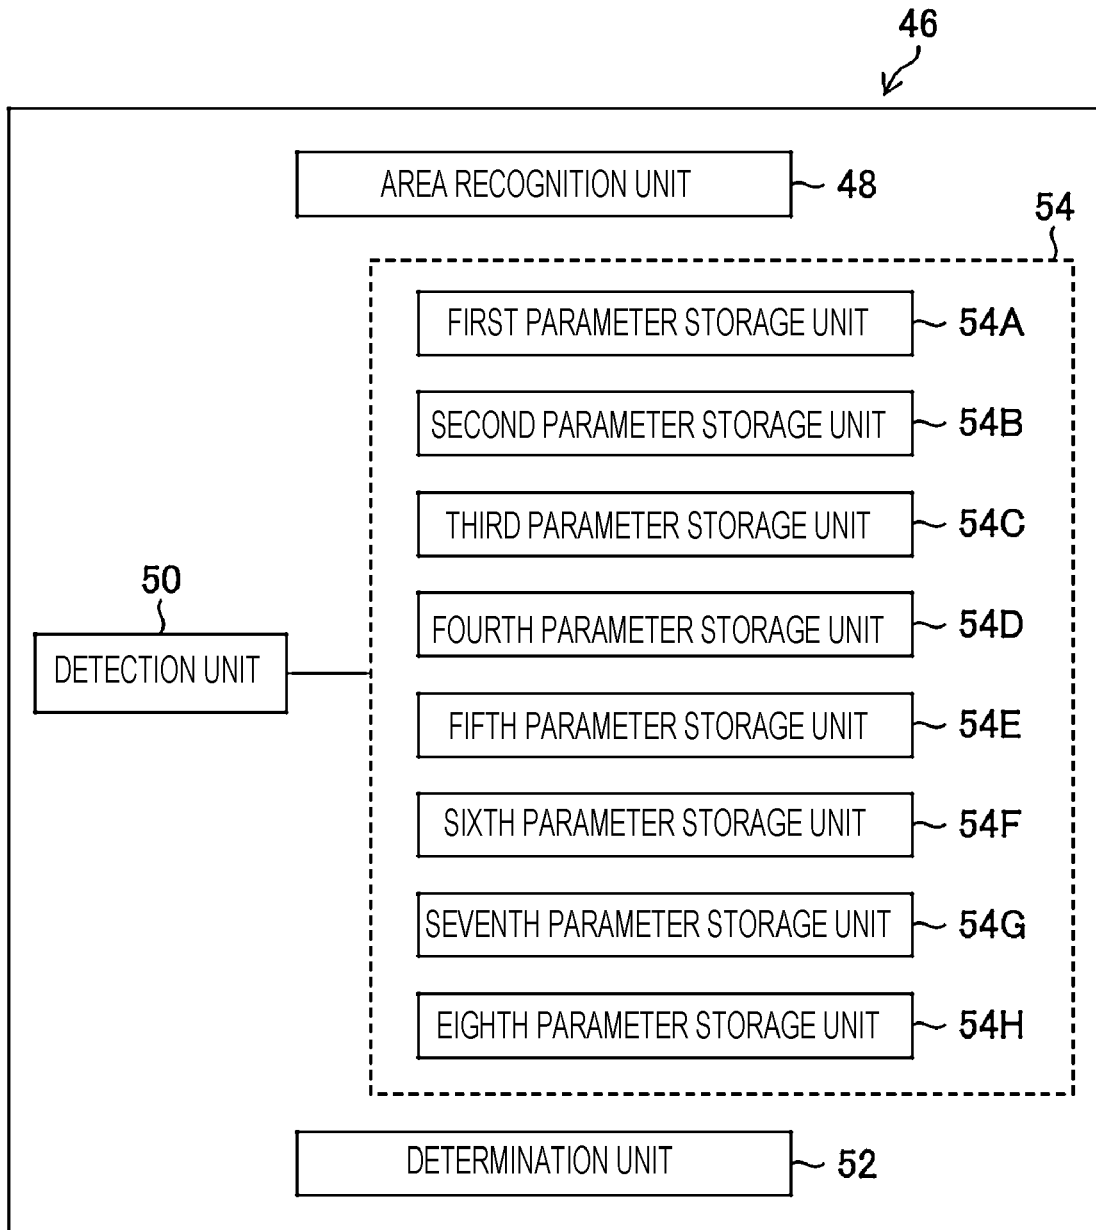 46
AREA RECOGNITION UNIT
48
54
FIRST PARAMETER STORAGE UNIT
54A
SECOND PARAMETER STORAGE UNIT
54B
THIRD PARAMETER STORAGE UNIT
54C
50
FOURTH PARAMETER STORAGE UNIT
54D
DETECTION UNIT
FIFTH PARAMETER STORAGE UNIT
54E
SIXTH PARAMETER STORAGE UNIT
54F
SEVENTH PARAMETER STORAGE UNIT
54G
EIGHTH PARAMETER STORAGE UNIT
54H
DETERMINATION UNIT
52